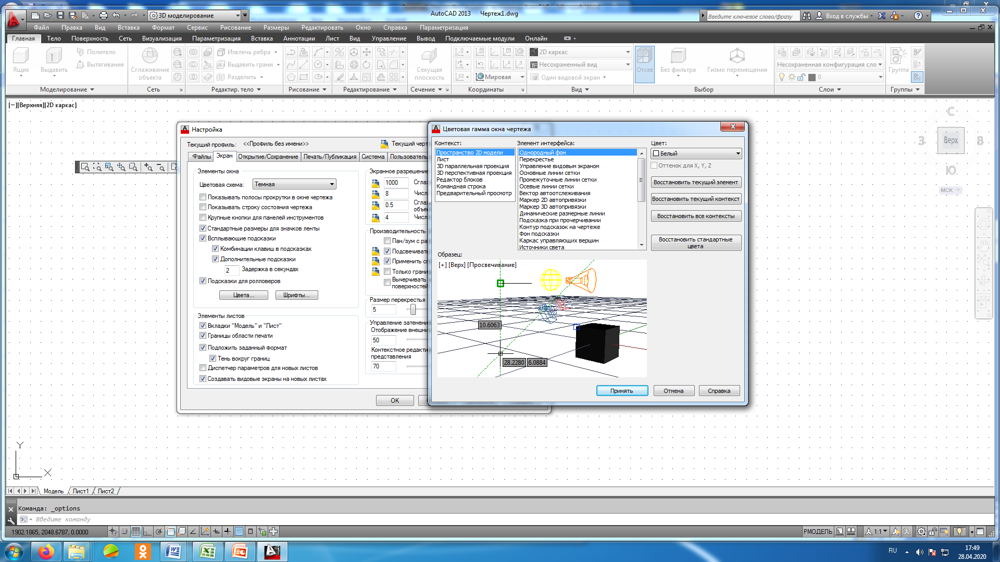 AutoCAD 2013 Чертеж1.dwg
3D моделирование
Введите ключевое слово/фразу
Вход в службы
Файл Правка Вид Вставка Формат Сервис Рисование Размеры Редактировать Окно Справка Параметризация
Главная Тело Поверхность Сеть Визуализация Параметризация Вставка Аннотации Лист Вид Управление Вывод Подключаемые модули Онлайн
Ящик
Выдавить
Политело
Вытягивание
Сглаживание объекта
Извлечь ребра
Выдавить грани
Разделить
Секущая плоскость
Мировая
2D каркас
Несохраненный вид
Один видовой экран
Отсев
Без фильтра
Гизмо перемещения
Несохраненная конфигурация сло
0
Группа
Моделирование Сеть Редактир. тело Рисование Редактирование Сечение Координаты Вид Выбор Слои Группы
[−][Верхняя][2D каркас]
С
З
Верх
В
Ю
МСК
Настройка
Текущий профиль: <<Профиль без имени>>
Текущий черт
Файлы Экран Открытие/Сохранение Печать/Публикация Система Пользователь
Элементы окна
Цветовая схема: Темная
Показывать полосы прокрутки в окне чертежа
Показывать строку состояния чертежа
Крупные кнопки для панелей инструментов
Стандартные размеры для значков ленты
Всплывающие подсказки
Комбинации клавиш в подсказках
Дополнительные подсказки
2 Задержка в секундах
Подсказки для ролловеров
Цвета... Шрифты...
Элементы листов
Вкладки "Модель" и "Лист"
Границы области печати
Подложить заданный формат
Тень вокруг границ
Диспетчер параметров для новых листов
Создавать видовые экраны на новых листах
Экранное разрешение
1000 Сглаж
8 Числ
0.5 Сглаж
объе
4 Числ
Производительность
Пан/зум с ра
Подсвечивать
Применить сг
Только грани
Вычерчивать
поверхностей
Размер перекрестья
5
Управление затенени
Отображение внешни
50
Контекстное редакти
представления
70
OK
Цветовая гамма окна чертежа
Контекст:
Пространство 2D модели
Лист
3D параллельная проекция
3D перспективная проекция
Редактор блоков
Командная строка
Предварительный просмотр
Элемент интерфейса:
Однородный фон
Перекрестье
Управление видовым экраном
Основные линии сетки
Промежуточные линии сетки
Осевые линии сетки
Вектор автоотслеживания
Маркер 2D автопривязки
Маркер 3D автопривязки
Динамические размерные линии
Подсказка при прочерчивании
Контур подсказок на чертеже
Фон подсказки
Каркас управляющих вершин
Источники света
Цвет:
Белый
Оттенок для X, Y, Z
Восстановить текущий элемент
Восстановить текущий контекст
Восстановить все контексты
Восстановить стандартные
цвета
Образец:
[+] [Верх] [Просвечивание]
10.6063
28.2280 6.0884
Принять Отмена Справка
Y
X
Модель Лист1 Лист2
Команда: _options
Введите команду
1902.1865, 2048.6787, 0.0000
РМОДЕЛЬ
1:1
RU
17:49
28.04.2020